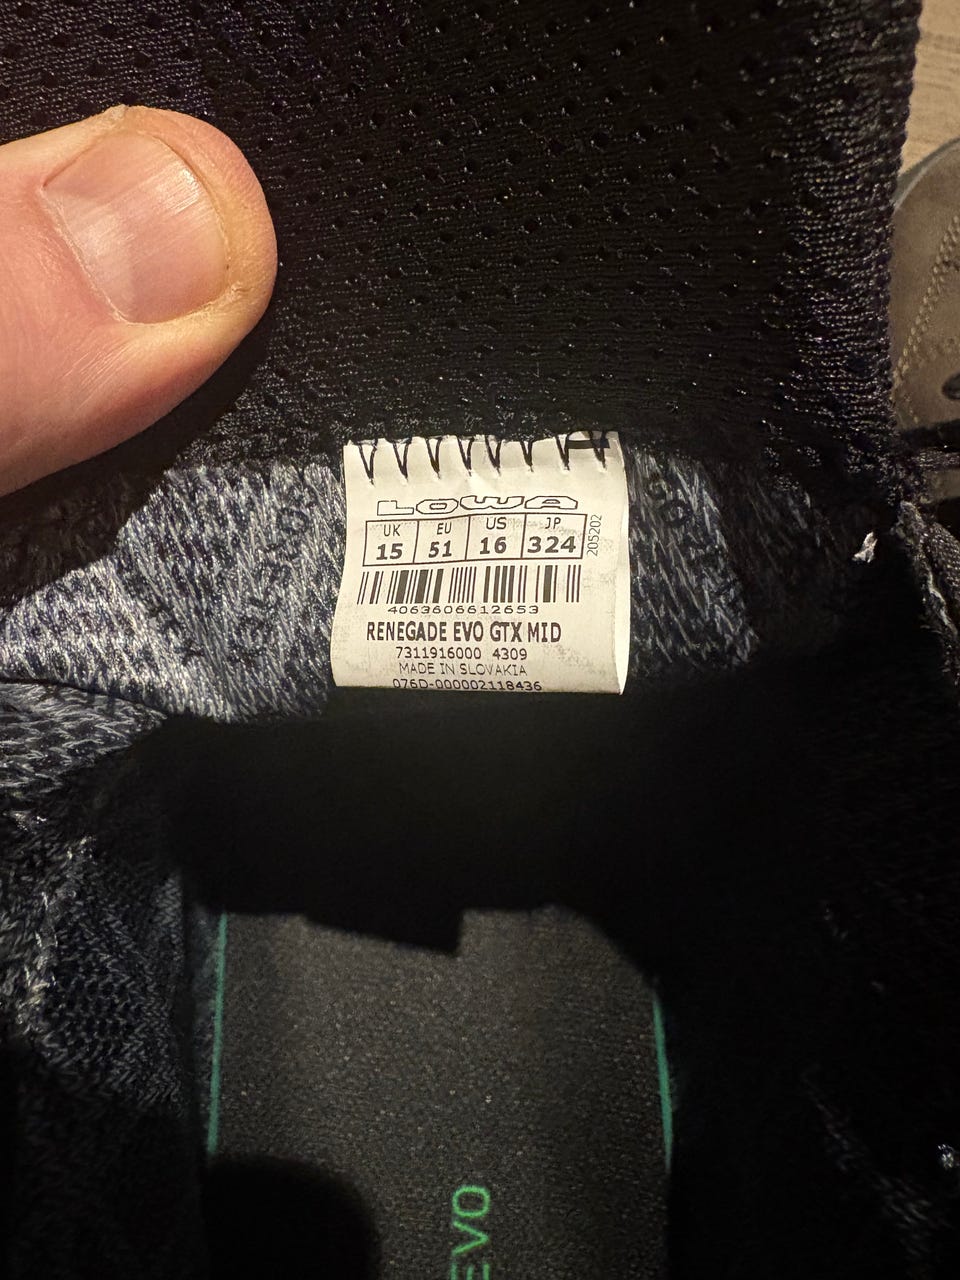 LOWA
UK EU US JP
15 51 16 324
205202
4063606612653
RENEGADE EVO GTX MID
7311916000 4309
MADE IN SLOVAKIA
076D-000002118436
EVO